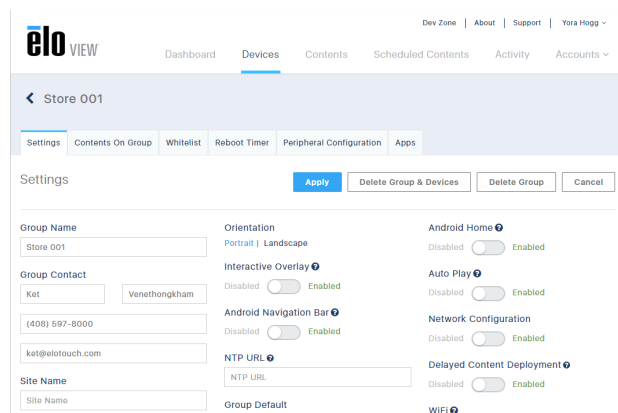 Dev Zone | About | Support | Yora Hogg
elo VIEW
Dashboard Devices Contents Scheduled Contents Activity Accounts
Store 001
Settings Contents On Group Whitelist Reboot Timer Peripheral Configuration Apps
Settings Apply Delete Group & Devices Delete Group Cancel
Group Name
Store 001
Group Contact
Ket Venethongkham
(408) 597-8000
ket@elotouch.com
Site Name
Site Name
Orientation
Portrait | Landscape
Interactive Overlay ?
Disabled Enabled
Android Navigation Bar ?
Disabled Enabled
NTP URL ?
NTP URL
Group Default
Android Home ?
Disabled Enabled
Auto Play ?
Disabled Enabled
Network Configuration
Disabled Enabled
Delayed Content Deployment ?
Disabled Enabled
WiFi ?